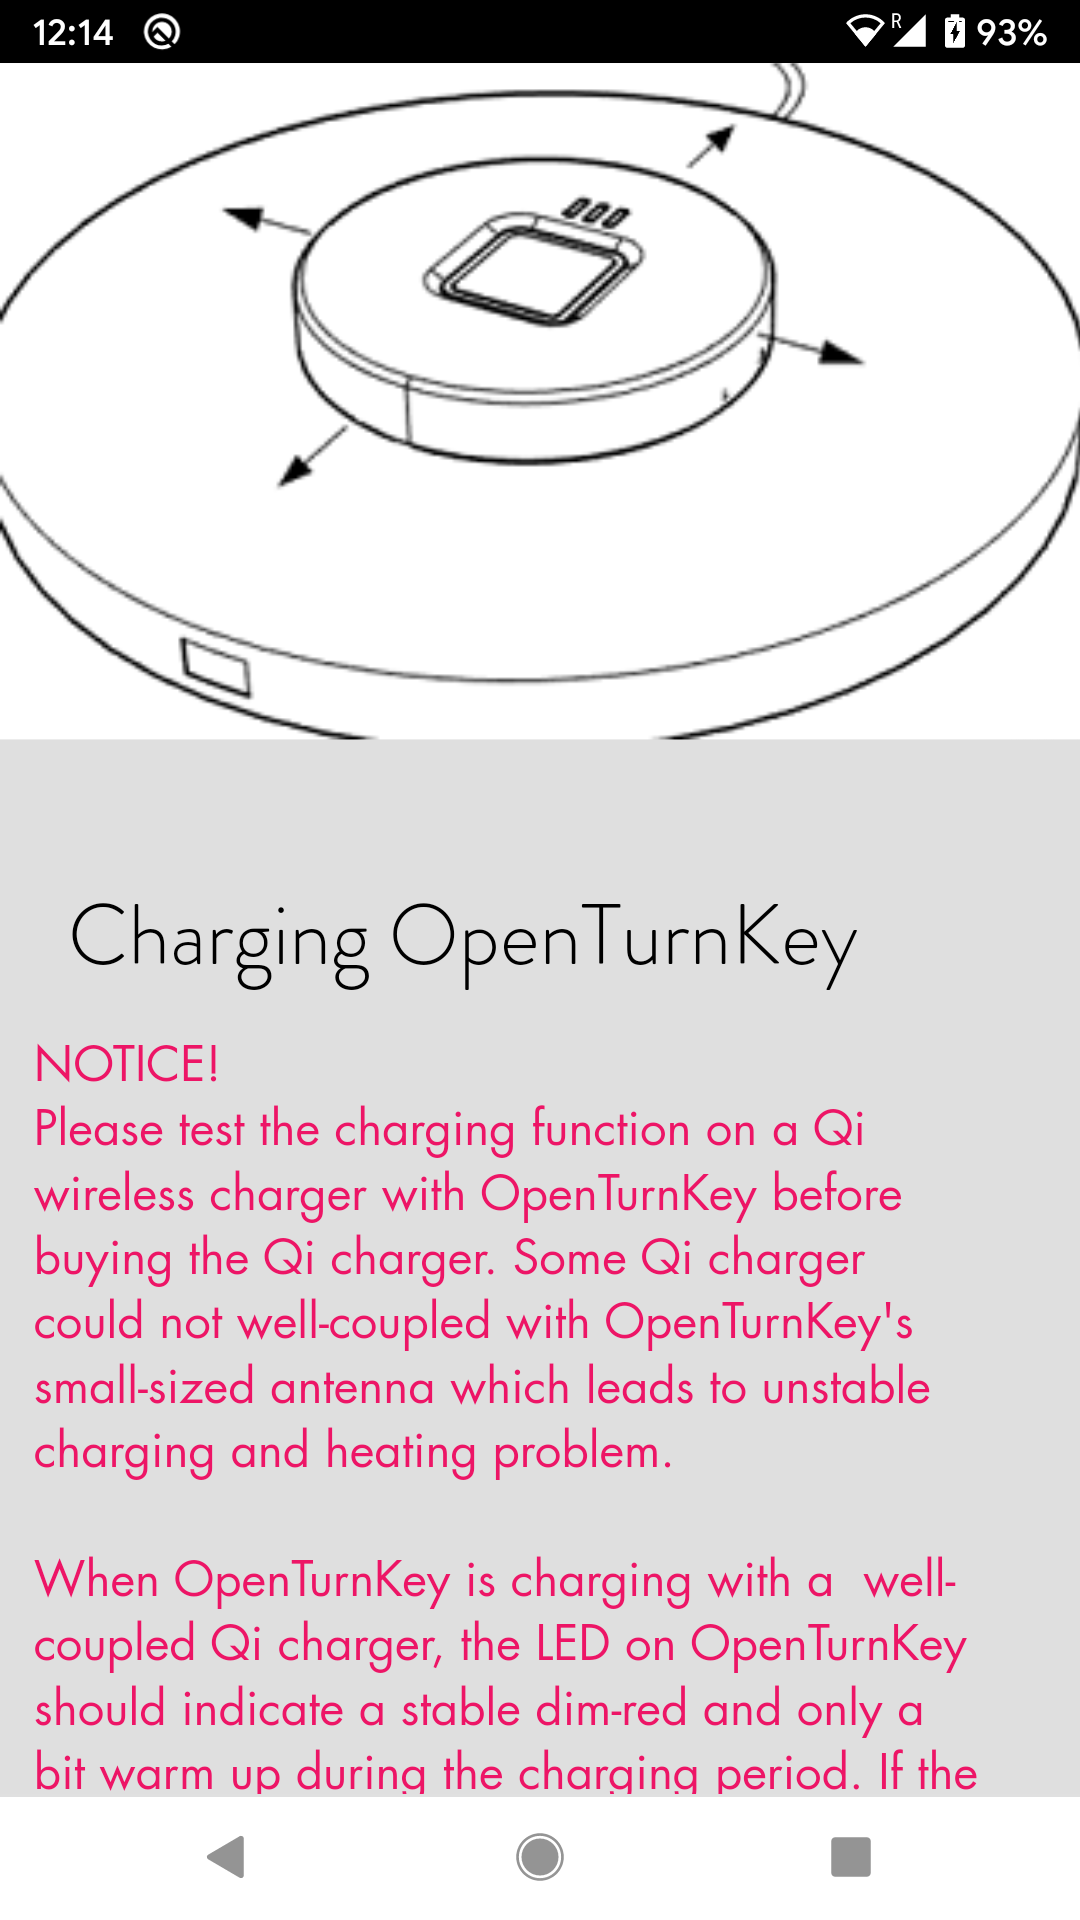 12:14
R
93%
Charging OpenTurnKey
NOTICE!
Please test the charging function on a Qi
wireless charger with OpenTurnKey before
buying the Qi charger. Some Qi charger
could not well-coupled with OpenTurnKey's
small-sized antenna which leads to unstable
charging and heating problem.
When OpenTurnKey is charging with a  well-
coupled Qi charger, the LED on OpenTurnKey
should indicate a stable dim-red and only a
bit warm up during the charging period. If the